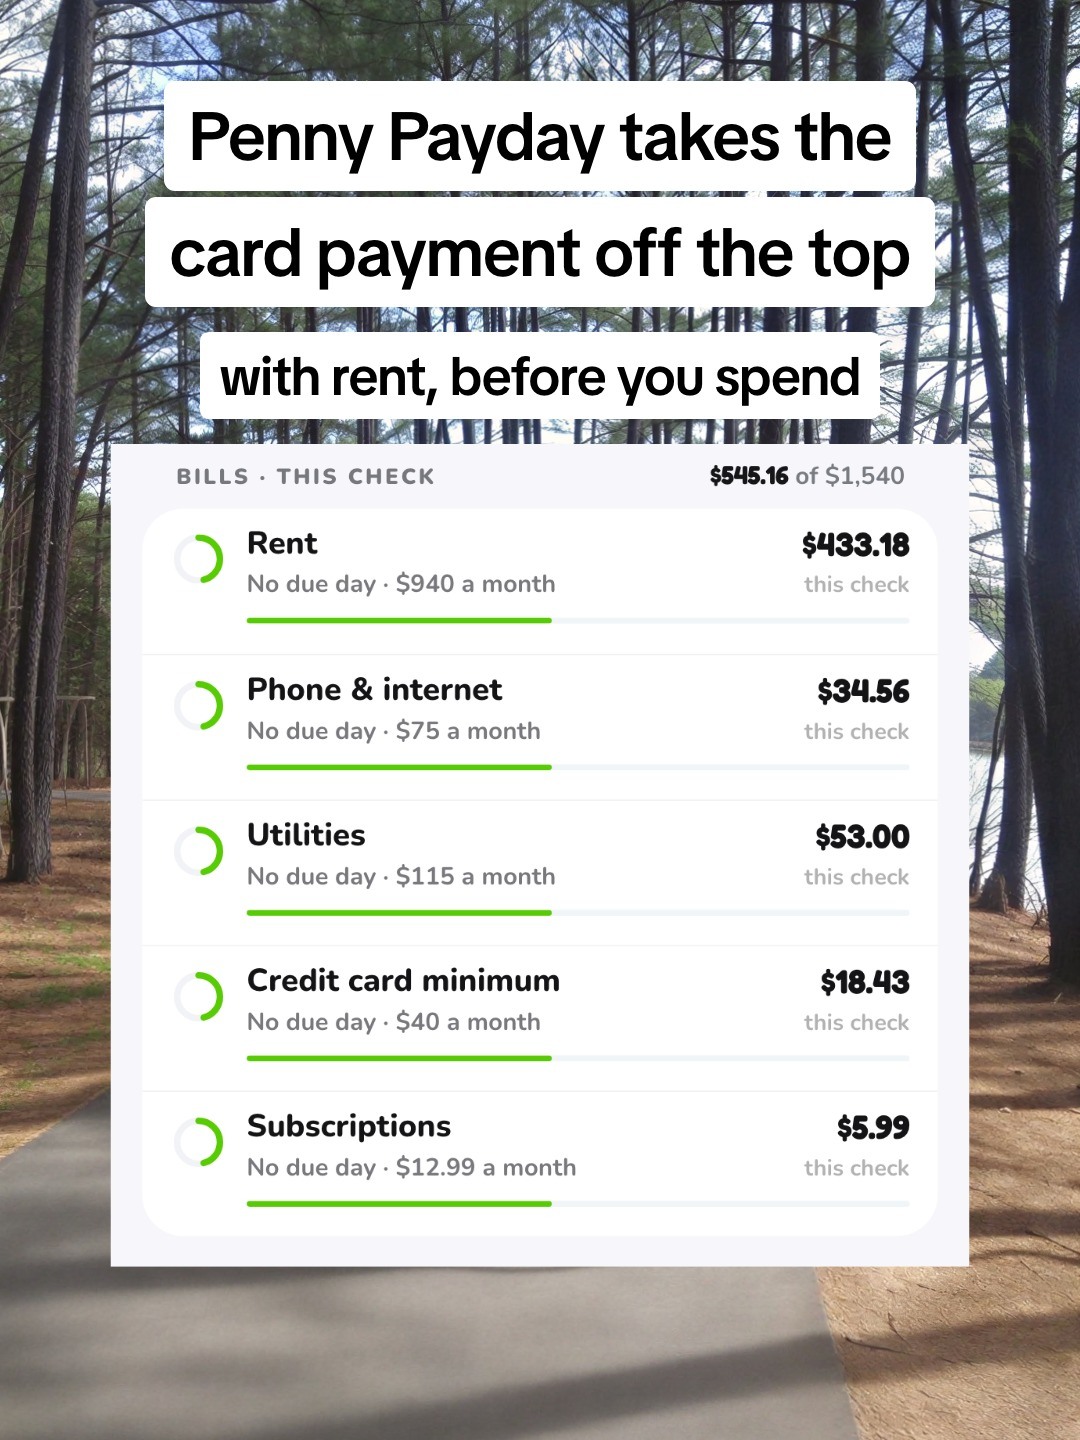 Penny Payday takes the
card payment off the top
with rent, before you spend
BILLS · THIS CHECK $545.16 of $1,540
Rent $433.18
No due day · $940 a month this check
Phone & internet $34.56
No due day · $75 a month this check
Utilities $53.00
No due day · $115 a month this check
Credit card minimum $18.43
No due day · $40 a month this check
Subscriptions $5.99
No due day · $12.99 a month this check